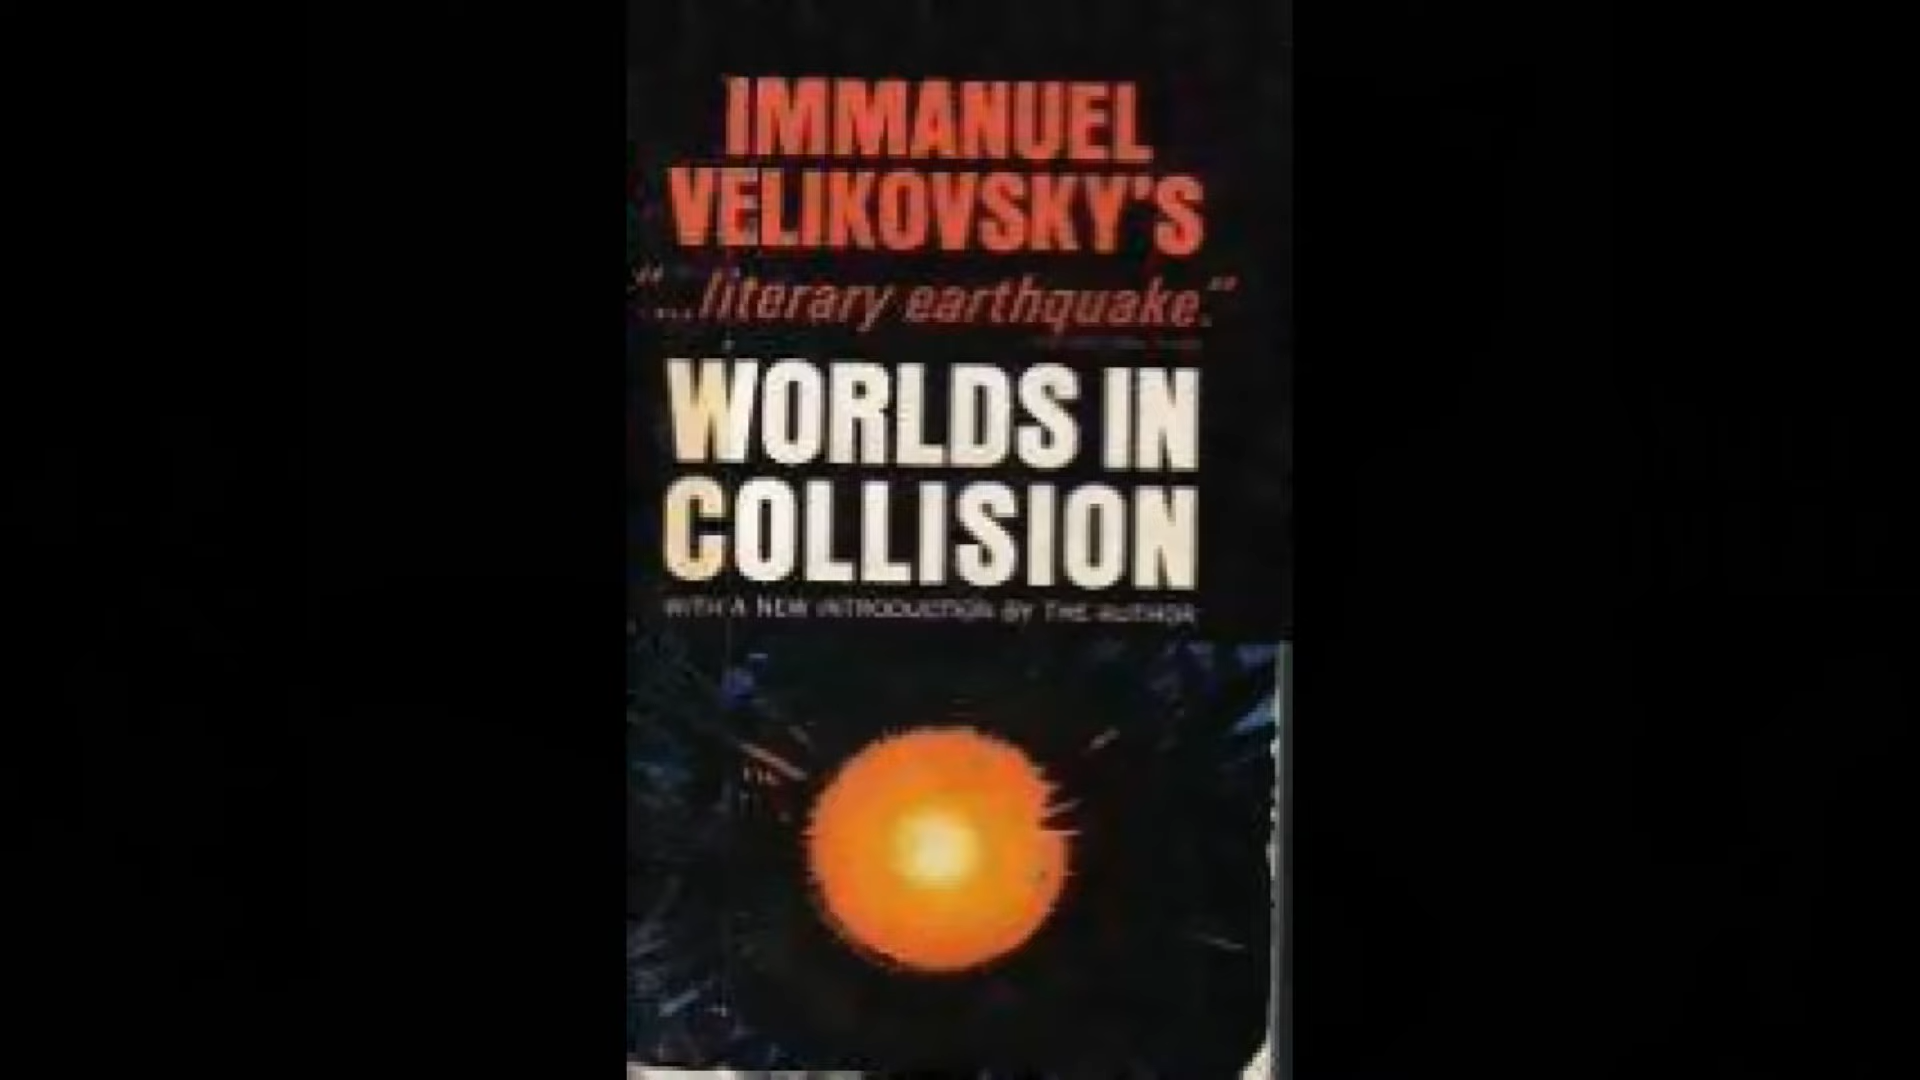 IMMANUEL
VELIKOVSKY'S
"...literary earthquake."
WORLDS IN
COLLISION
WITH A NEW INTRODUCTION BY THE AUTHOR